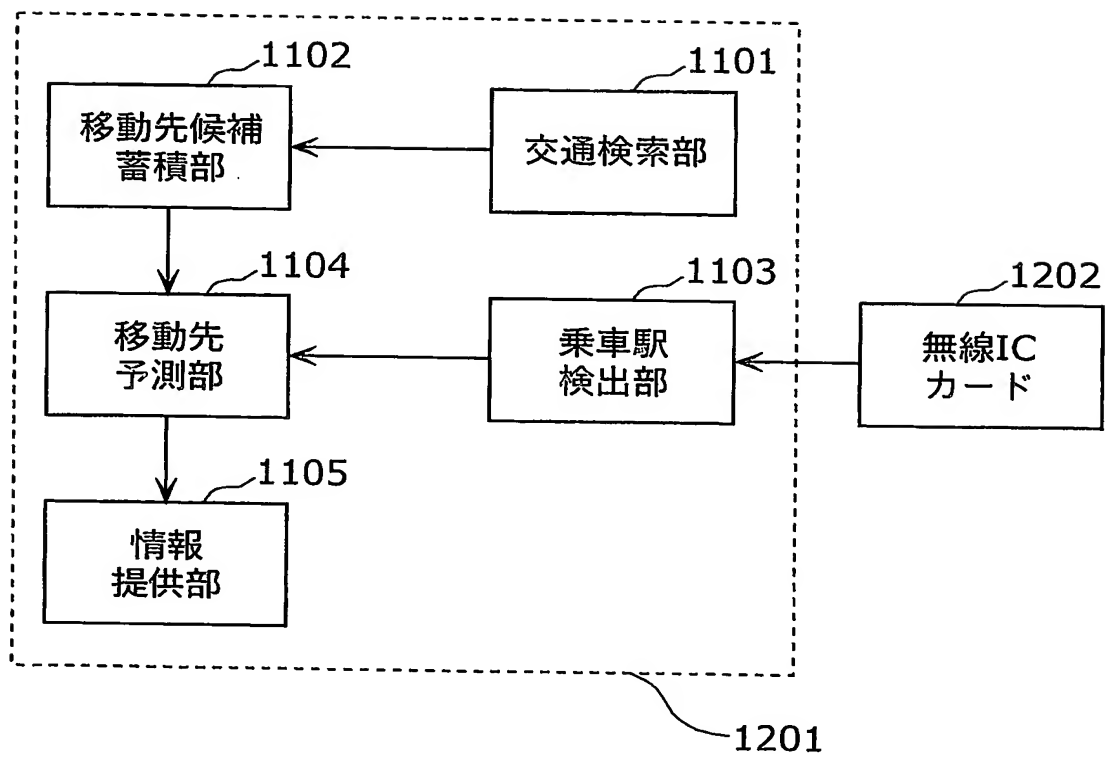 1102
移動先候補
蓄積部
1101
交通検索部
1104
移動先
予測部
1103
乗車駅
検出部
1202
無線IC
カード
1105
情報
提供部
1201